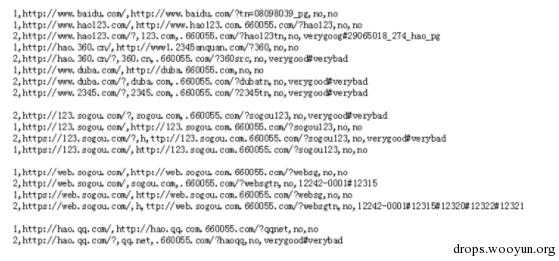 1,http://www.baidu.com/,http://www.baidu.com/?tn=08098039_pg,no,no
1,http://www.hao123.com/,http://www.hao123.com.660055.com/?hao123,no,no
2,http://www.hao123.com/?,123.com,.660055.com/?hao123tn,no,verygoog#29065018_274_hao_pg
1,http://hao.360.cn/,http://www1.2345anquan.com/?360,no,no
2,http://hao.360.cn/?,360.cn,.660055.com/?360src,no,verygood#verybad
1,http://www.duba.com/,http://duba.660055.com,no,no
2,http://www.duba.com/?,duba.com,.660055.com/?dubatn,no,verygood#verybad
2,http://www.2345.com/?,2345.com,.660055.com/?2345tn,no,verygood#verybad
2,http://123.sogou.com/?,sogou.com,.660055.com/?sogou123,no,verygood#verybad
1,http://123.sogou.com/,http://123.sogou.com.660055.com/?sogou123,no,no
2,https://123.sogou.com/?,h,ttp://123.sogou.com.660055.com/?sogou123,no,verygood#verybad
1,https://123.sogou.com/,http://123.sogou.com.660055.com/?sogou123,no,no
1,http://web.sogou.com/,http://web.sogou.com.660055.com/?websg,no,no
2,http://web.sogou.com/,sogou.com,.660055.com/?websgtn,no,12242-0001#12315
1,https://web.sogou.com/,http://web.sogou.com.660055.com/?websg,no,no
2,https://web.sogou.com/,h,ttp://web.sogou.com.660055.com/?websgtn,no,12242-0001#12315#12320#12322#12321
1,http://hao.qq.com/,http://hao.qq.com.660055.com/?qqnet,no,no
2,http://hao.qq.com/?,qq.net,.660055.com/?haoqq,no,verygood#verybad
drops.wooyun.org